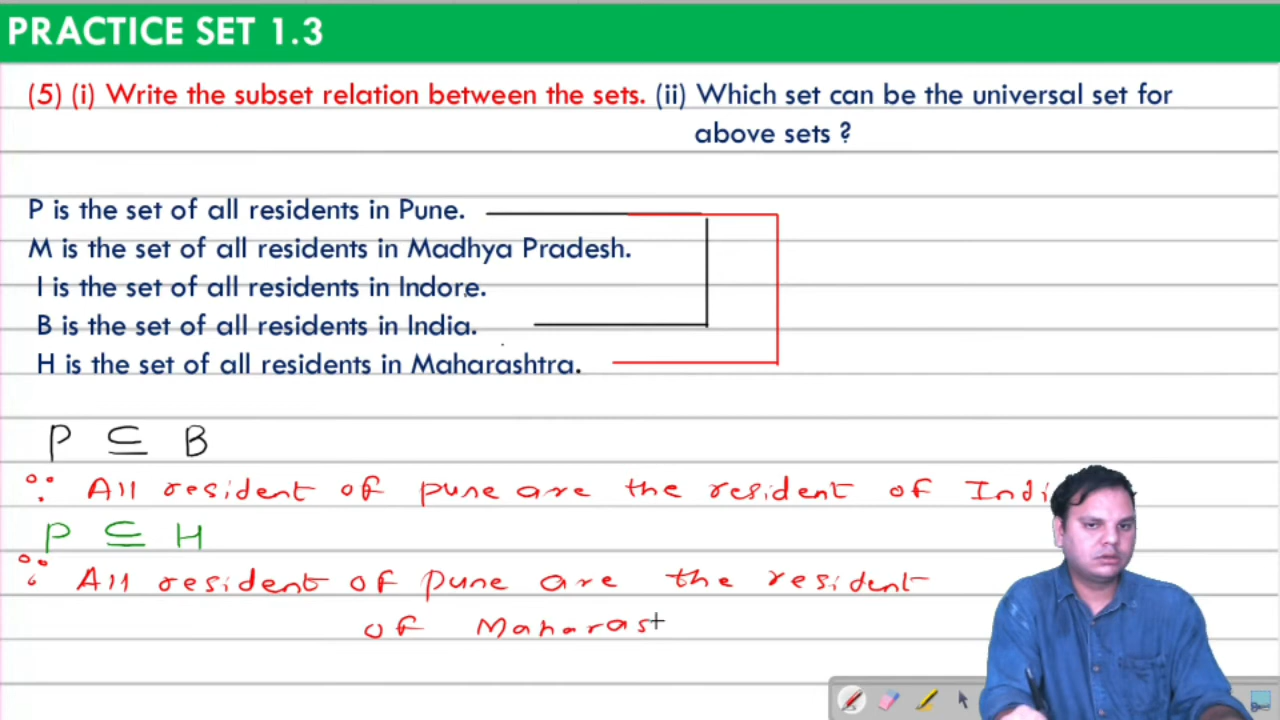 PRACTICE SET 1.3
(5) (i) Write the subset relation between the sets. (ii) Which set can be the universal set for
above sets ?
P is the set of all residents in Pune.
M is the set of all residents in Madhya Pradesh.
I is the set of all residents in Indore.
B is the set of all residents in India.
H is the set of all residents in Maharashtra.
P ⊆ B
∵ All resident of pune are the resident of Indi
P ⊆ H
∵ All resident of pune are the resident
of Maharas